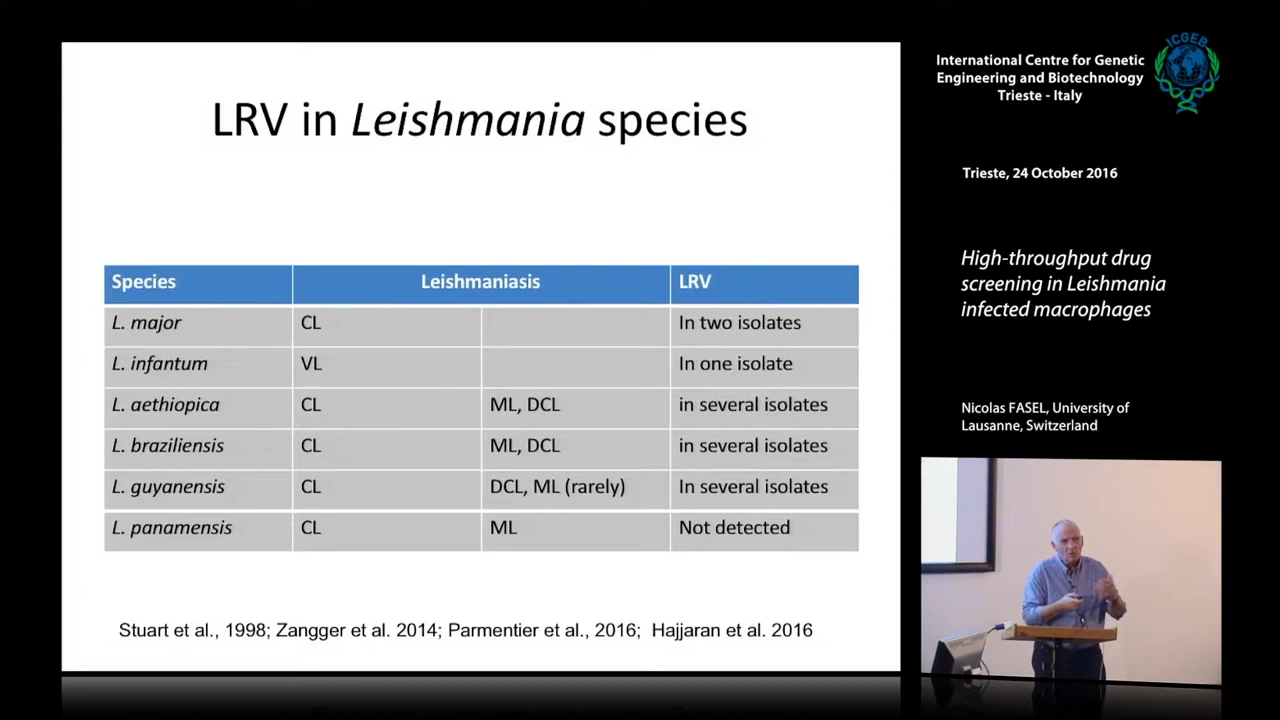 LRV in Leishmania species
Species Leishmaniasis LRV
L. major CL In two isolates
L. infantum VL In one isolate
L. aethiopica CL ML, DCL in several isolates
L. braziliensis CL ML, DCL in several isolates
L. guyanensis CL DCL, ML (rarely) In several isolates
L. panamensis CL ML Not detected
Stuart et al., 1998; Zangger et al. 2014; Parmentier et al., 2016; Hajjaran et al. 2016
International Centre for Genetic
Engineering and Biotechnology
Trieste - Italy
ICGEB
Trieste, 24 October 2016
High-throughput drug
screening in Leishmania
infected macrophages
Nicolas FASEL, University of
Lausanne, Switzerland